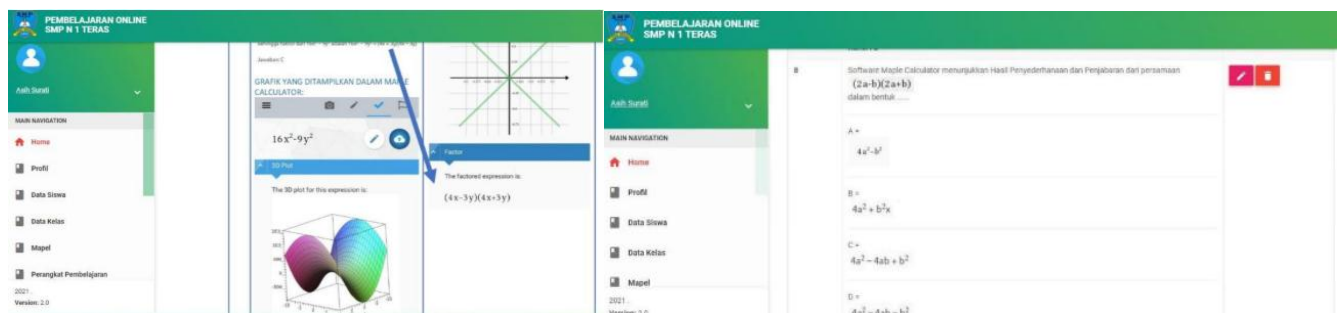 PEMBELAJARAN ONLINE
SMP N 1 TERAS
Asih Surati
MAIN NAVIGATION
Home
Profil
Data Siswa
Data Kelas
Mapel
Perangkat Pembelajaran
2021 .
Version: 2.0
Jawaban C
GRAFIK YANG DITAMPILKAN DALAM MAPLE
CALCULATOR:
16x²-9y²
3D Plot
The 3D plot for this expression is:
Factor
The factored expression is:
(4x-3y)(4x+3y)
PEMBELAJARAN ONLINE
SMP N 1 TERAS
Asih Surati
MAIN NAVIGATION
Home
Profil
Data Siswa
Data Kelas
Mapel
2021 .
8
Software Maple Calculator menunjukkan Hasil Penyederhanaan dan Penjabaran dari persamaan
(2a-b)(2a+b)
dalam bentuk ......
A =
4a²-b²
B =
4a² + b²x
C =
4a² − 4ab + b²
D =
4a² − 4ab − b²